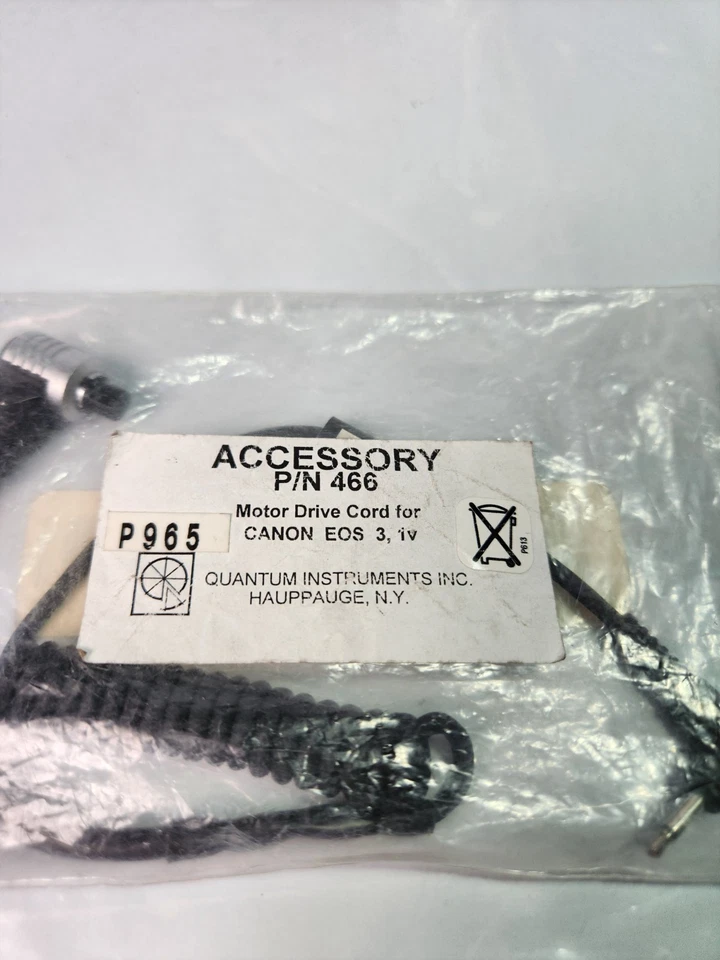 ACCESSORY
P/N 466
Motor Drive Cord for
CANON EOS 3, 1v
P965
P613
QUANTUM INSTRUMENTS INC.
HAUPPAUGE, N.Y.